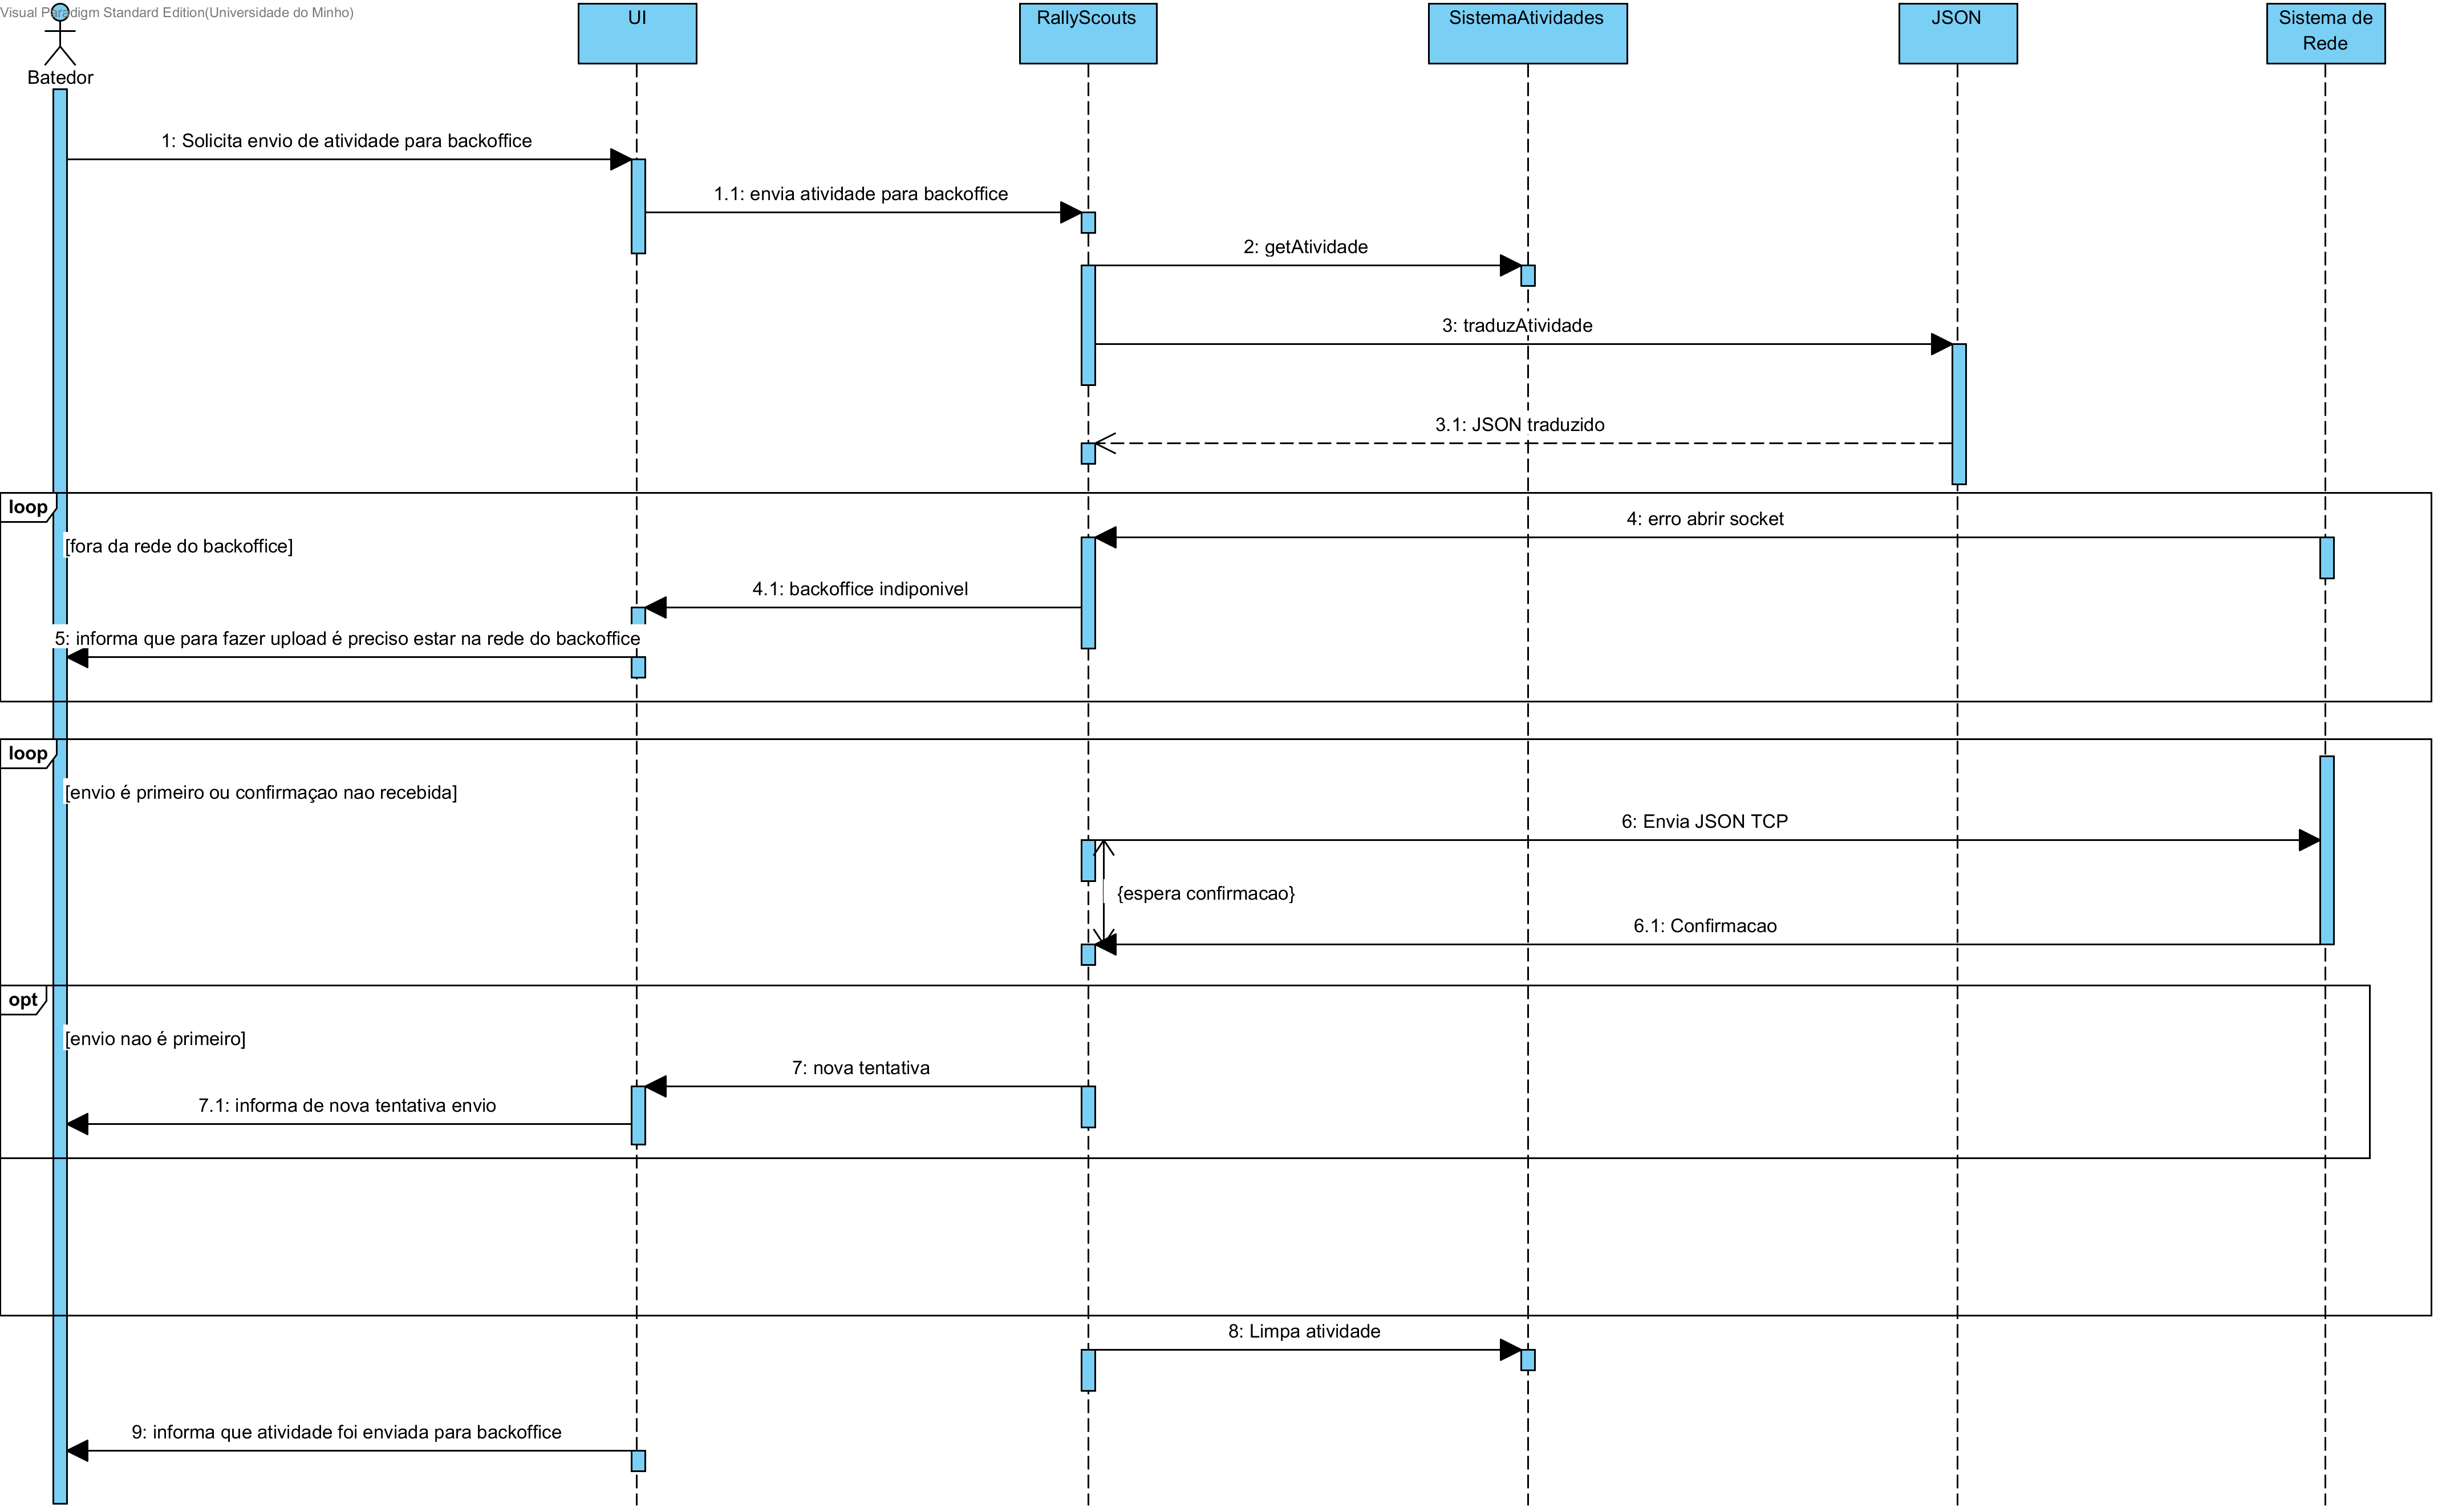 Visual Paradigm Standard Edition(Universidade do Minho)
Batedor
UI
RallyScouts
SistemaAtividades
JSON
Sistema de
Rede
1: Solicita envio de atividade para backoffice
1.1: envia atividade para backoffice
2: getAtividade
3: traduzAtividade
3.1: JSON traduzido
loop
[fora da rede do backoffice]
4: erro abrir socket
4.1: backoffice indiponivel
5: informa que para fazer upload é preciso estar na rede do backoffice
loop
[envio é primeiro ou confirmaçao nao recebida]
6: Envia JSON TCP
{espera confirmacao}
6.1: Confirmacao
opt
[envio nao é primeiro]
7: nova tentativa
7.1: informa de nova tentativa envio
8: Limpa atividade
9: informa que atividade foi enviada para backoffice